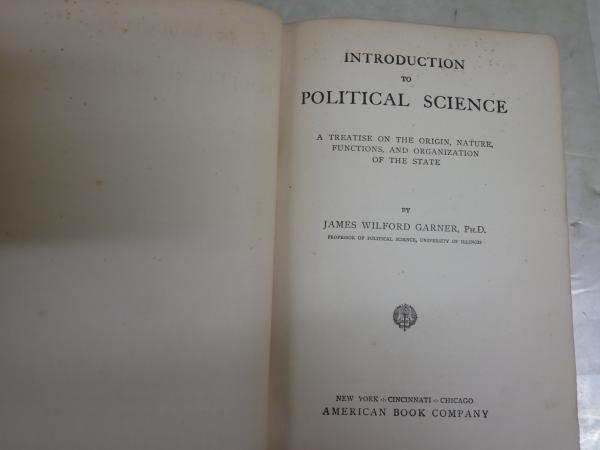 INTRODUCTION
TO
POLITICAL SCIENCE
A TREATISE ON THE ORIGIN, NATURE,
FUNCTIONS, AND ORGANIZATION
OF THE STATE
BY
JAMES WILFORD GARNER, PH.D.
PROFESSOR OF POLITICAL SCIENCE, UNIVERSITY OF ILLINOIS
NEW YORK ⁘ CINCINNATI ⁘ CHICAGO
AMERICAN BOOK COMPANY